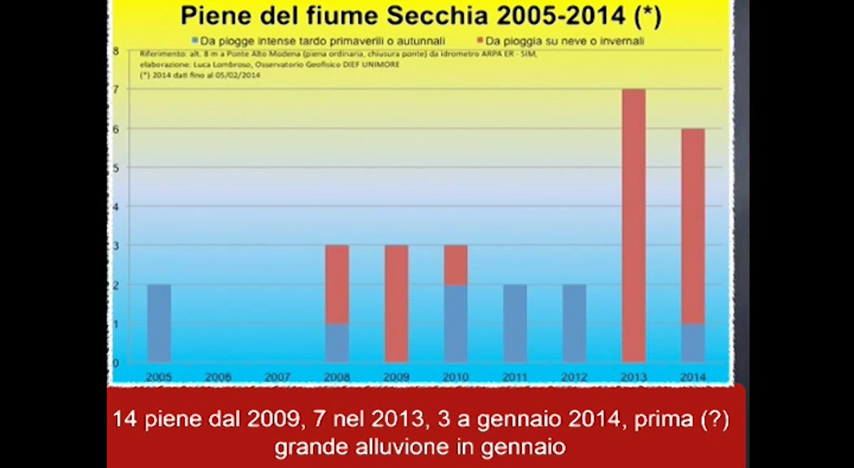 Piene del fiume Secchia 2005-2014 (*)
Da piogge intense tardo primaverili o autunnali Da pioggia su neve o invernali
Riferimento: alt. 8 m a Ponte Alto Modena (piena ordinaria, chiusura ponte) da idrometro ARPA ER - SIM,
elaborazione: Luca Lombroso, Osservatorio Geofisico DIEF UNIMORE
(*) 2014 dati fino al 05/02/2014
8
7
6
5
4
3
2
1
0
2005 2006 2007 2008 2009 2010 2011 2012 2013 2014
14 piene dal 2009, 7 nel 2013, 3 a gennaio 2014, prima (?)
grande alluvione in gennaio